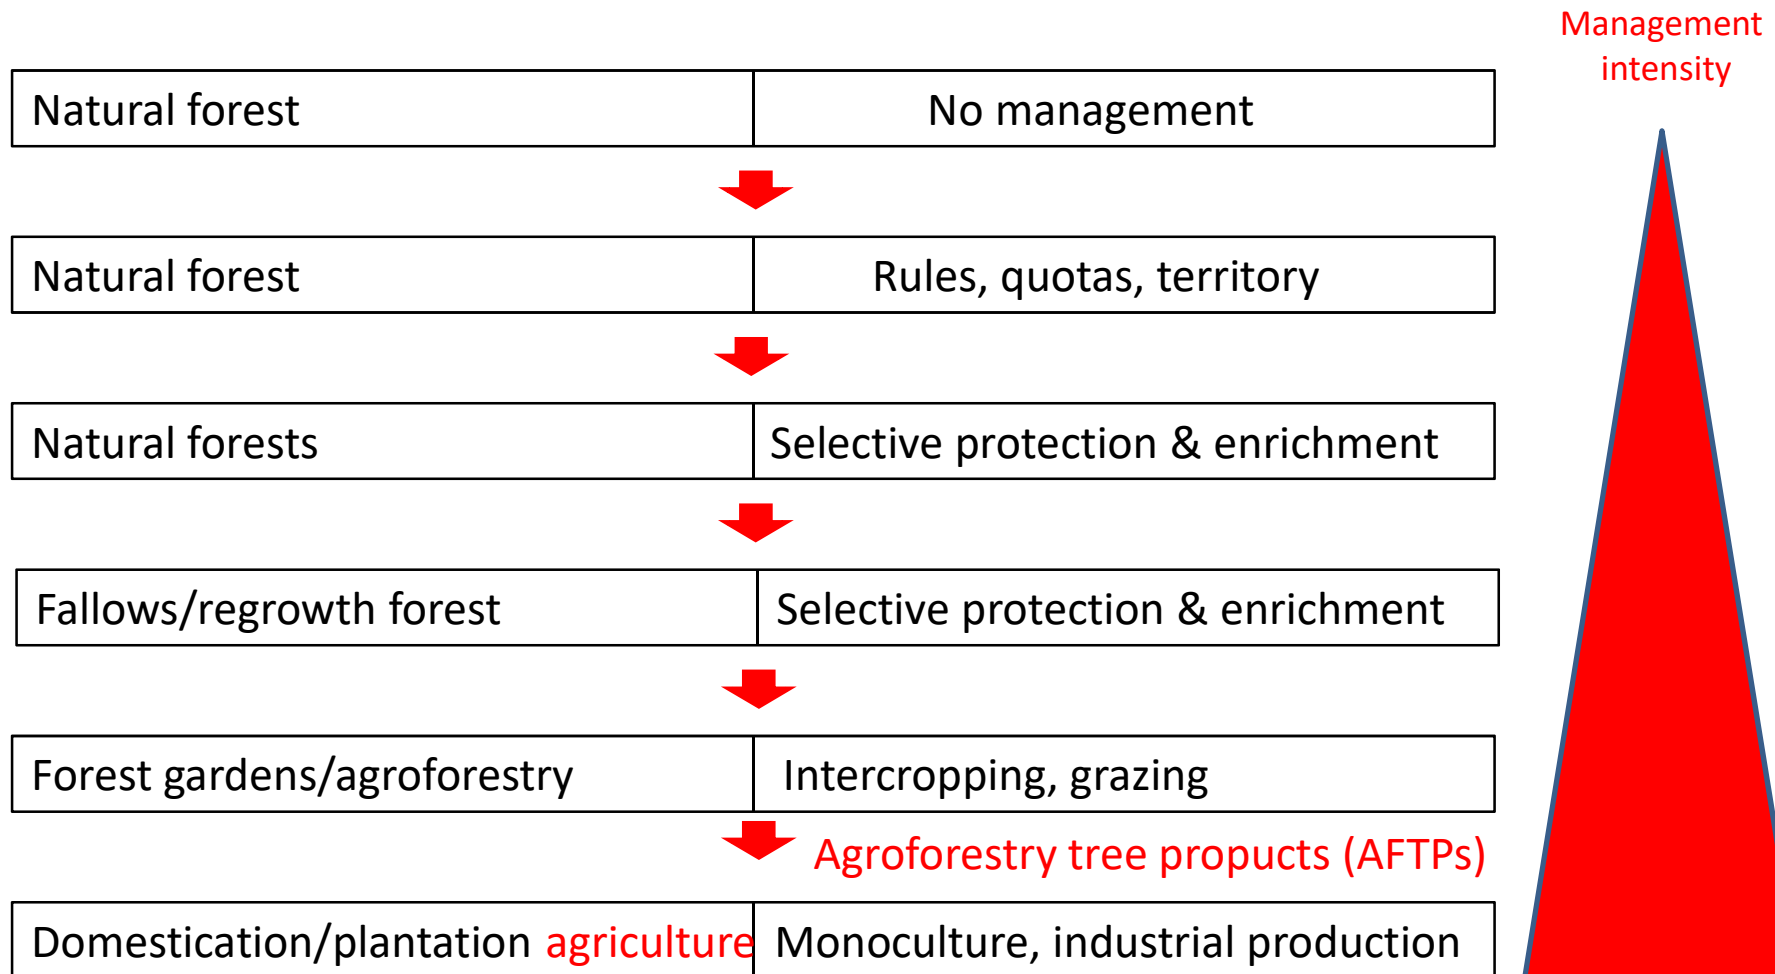 Management
intensity
Natural forest No management
Natural forest Rules, quotas, territory
Natural forests Selective protection & enrichment
Fallows/regrowth forest Selective protection & enrichment
Forest gardens/agroforestry Intercropping, grazing
Agroforestry tree propucts (AFTPs)
Domestication/plantation agriculture Monoculture, industrial production